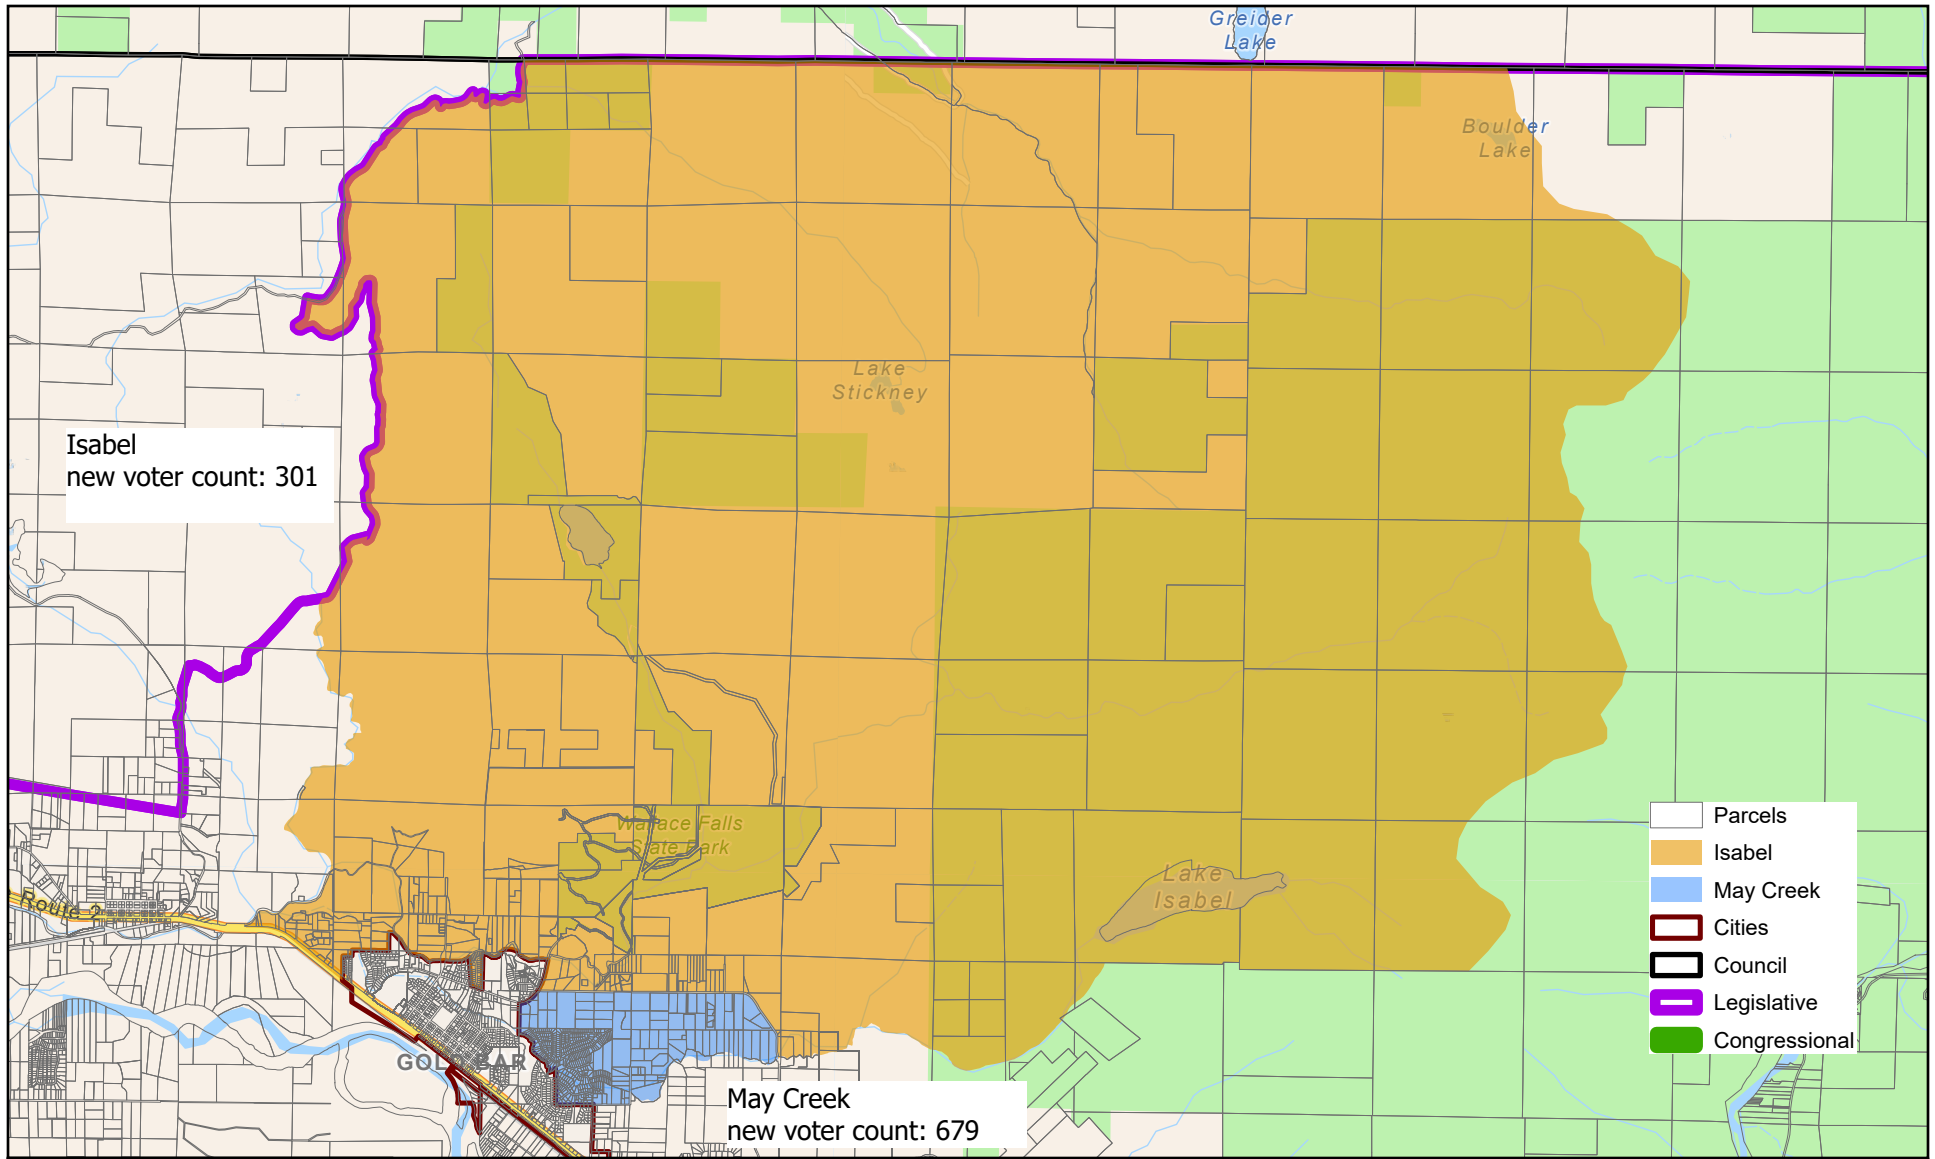 Greider
Lake
Boulder
Lake
Lake
Stickney
Isabel
new voter count: 301
Wallace Falls
State Park
Lake
Isabel
Route 2
GOLD BAR
May Creek
new voter count: 679
Parcels
Isabel
May Creek
Cities
Council
Legislative
Congressional